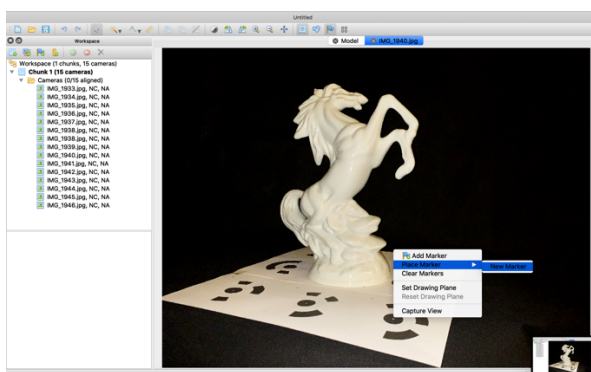 Untitled
Workspace
Model
IMG_1940.jpg
Workspace (1 chunks, 15 cameras)
Chunk 1 (15 cameras)
Cameras (0/15 aligned)
IMG_1933.jpg, NC, NA
IMG_1934.jpg, NC, NA
IMG_1935.jpg, NC, NA
IMG_1936.jpg, NC, NA
IMG_1937.jpg, NC, NA
IMG_1938.jpg, NC, NA
IMG_1938.jpg, NC, NA
IMG_1939.jpg, NC, NA
IMG_1940.jpg, NC, NA
IMG_1941.jpg, NC, NA
IMG_1942.jpg, NC, NA
IMG_1943.jpg, NC, NA
IMG_1944.jpg, NC, NA
IMG_1945.jpg, NC, NA
IMG_1946.jpg, NC, NA
Add Marker
Place Marker
New Marker
Clear Markers
Set Drawing Plane
Reset Drawing Plane
Capture View